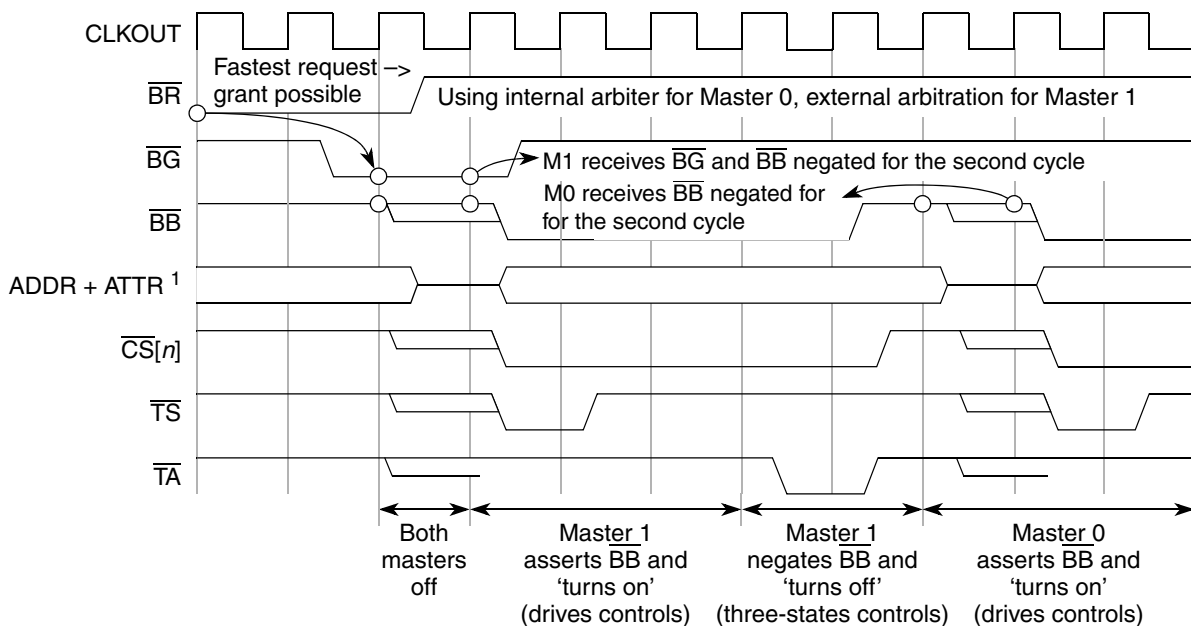 CLKOUT
Fastest request –>
grant possible
BR
Using internal arbiter for Master 0, external arbitration for Master 1
BG
M1 receives BG and BB negated for the second cycle
M0 receives BB negated for
for the second cycle
BB
ADDR + ATTR 1
CS[n]
TS
TA
Both
masters
off
Master 1
asserts BB and
‘turns on’
(drives controls)
Master 1
negates BB and
‘turns off’
(three-states controls)
Master 0
asserts BB and
‘turns on’
(drives controls)